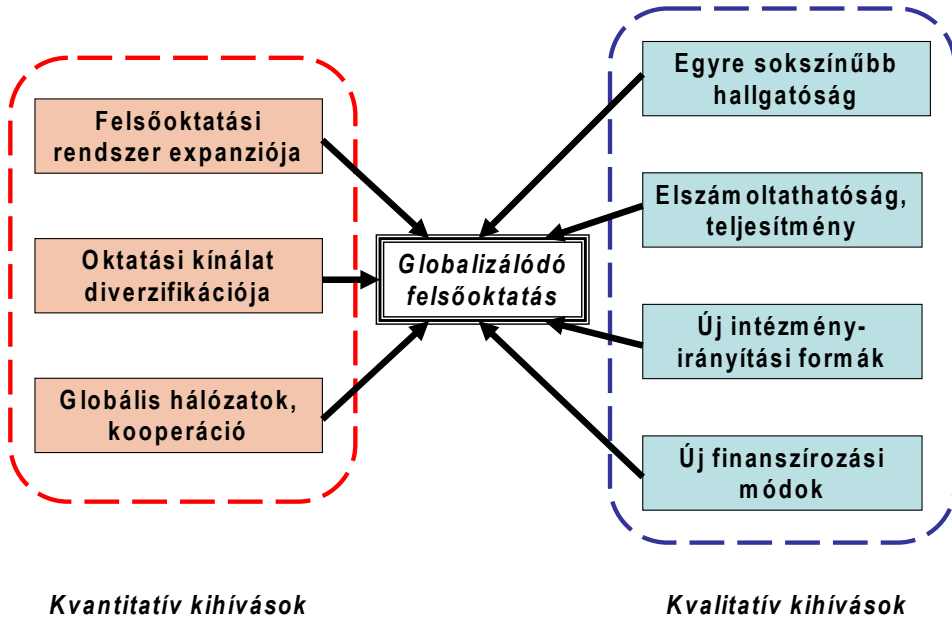 Felsőoktatási
rendszer expanziója
Oktatási kínálat
diverzifikációja
Globális hálózatok,
kooperáció
Globalizálódó
felsőoktatás
Egyre sokszínűbb
hallgatóság
Elszámoltathatóság,
teljesítmény
Új intézmény-
irányítási formák
Új finanszírozási
módok
Kvantitatív kihívások
Kvalitatív kihívások